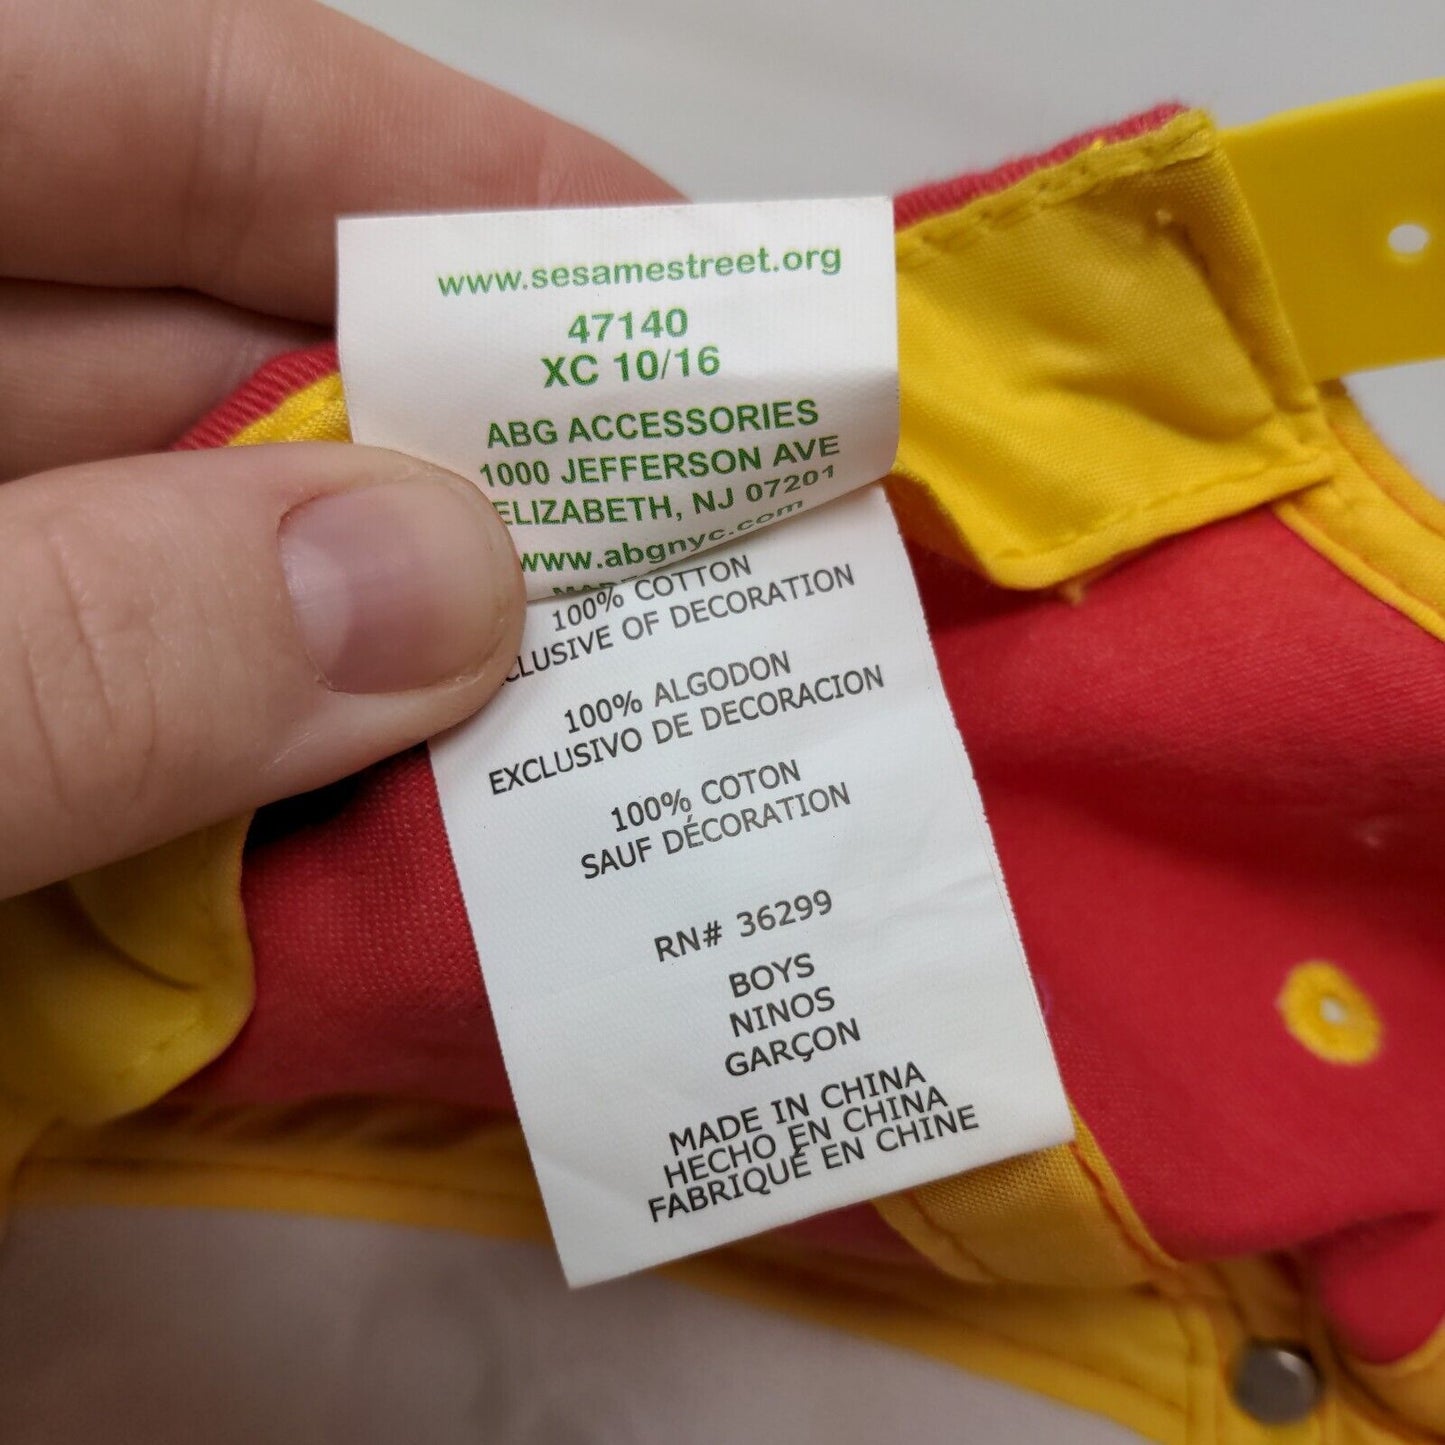 www.sesamestreet.org
47140
XC 10/16
ABG ACCESSORIES
1000 JEFFERSON AVE
ELIZABETH, NJ 07201
www.abgnyc.com
100% COTTON
OF DECORATION
100% ALGODON
EXCLUSIVO DE DECORACION
100% COTON
SAUF DÉCORATION
RN# 36299
BOYS
NINOS
GARÇON
MADE IN CHINA
HECHO EN CHINA
FABRIQUÉ EN CHINE